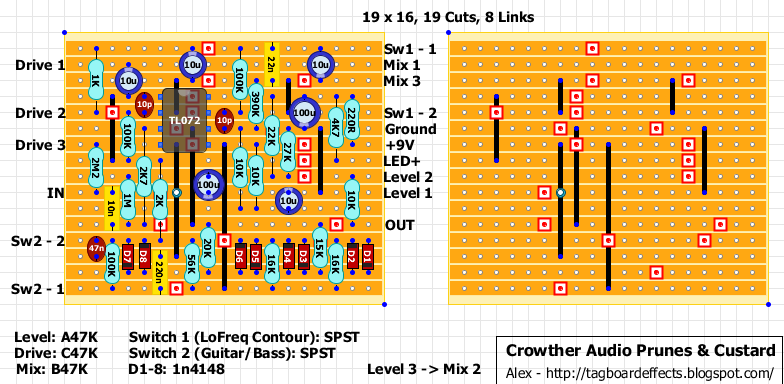 19 x 16, 19 Cuts, 8 Links
Sw1 - 1
Drive 1 10u 10u Mix 1
1K 10u 100K 22n Mix 3
10p 390K
Drive 2 TL072 10p 100u 220R Sw1 - 2
100K 22K 4K7 Ground
Drive 3 27K +9V
2M2 2K7 10K 10K LED+
100u Level 2
IN 10n 1M 2K 10u 10K Level 1
OUT
Sw2 - 2 47n 20K 15K
100K D7 D8 220n 56K D6 D5 16K D4 D3 16K D2 D1
Sw2 - 1
Level: A47K Switch 1 (LoFreq Contour): SPST
Drive: C47K Switch 2 (Guitar/Bass): SPST
Mix: B47K D1-8: 1n4148 Level 3 -> Mix 2
Crowther Audio Prunes & Custard
Alex - http://tagboardeffects.blogspot.com/